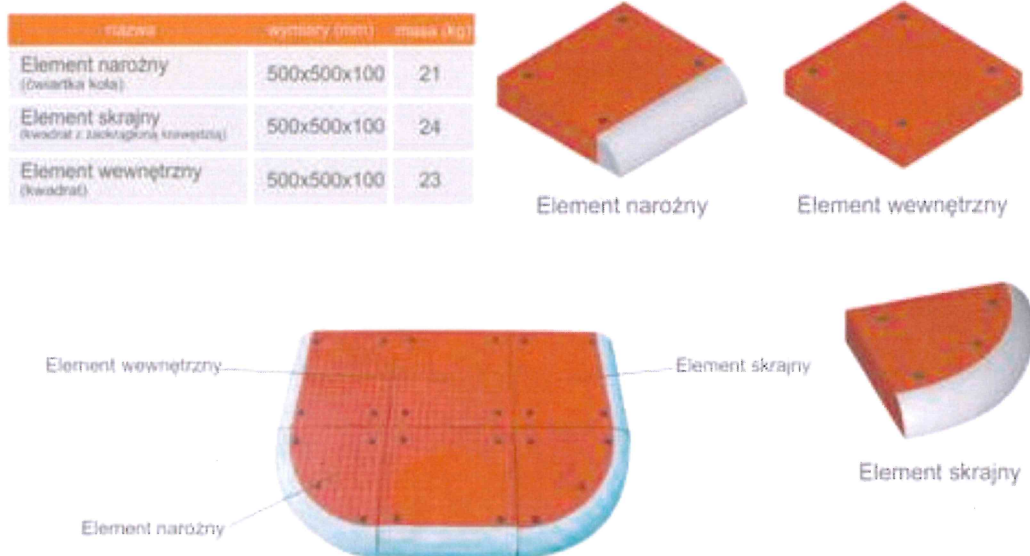 nazwa wymiary (mm) masa (kg)
Element narożny 500x500x100 21
(ćwiartka koła)
Element skrajny 500x500x100 24
(kwadrat z zaokrągloną krawędzią)
Element wewnętrzny 500x500x100 23
(kwadrat)
Element narożny
Element wewnętrzny
Element wewnętrzny
Element skrajny
Element narożny
Element skrajny